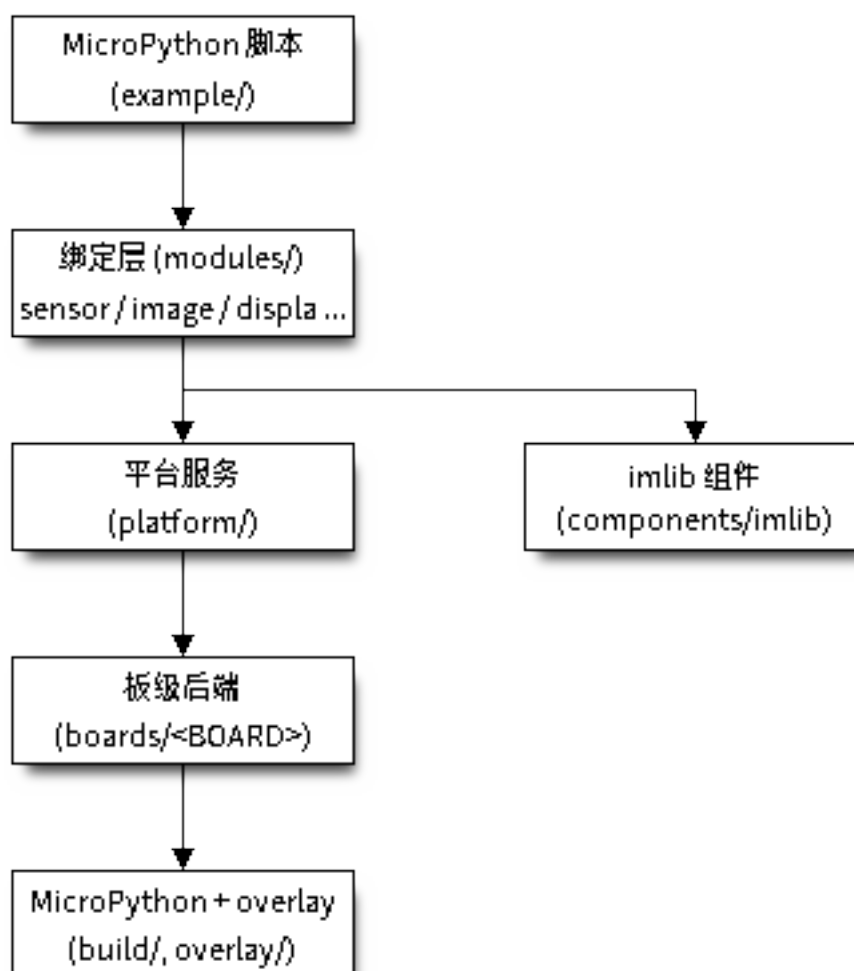 MicroPython 脚本
(example/)
绑定层 (modules/)
sensor / image / displa ...
平台服务
(platform/)
imlib 组件
(components/imlib)
板级后端
(boards/<BOARD>)
MicroPython + overlay
(build/, overlay/)